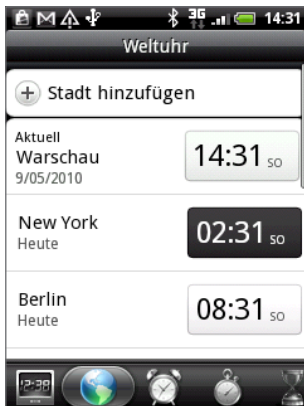 3G 14:31
Weltuhr
Stadt hinzufügen
Aktuell
Warschau
9/05/2010
14:31 so
New York
Heute
02:31 so
Berlin
Heute
08:31 so
12:38